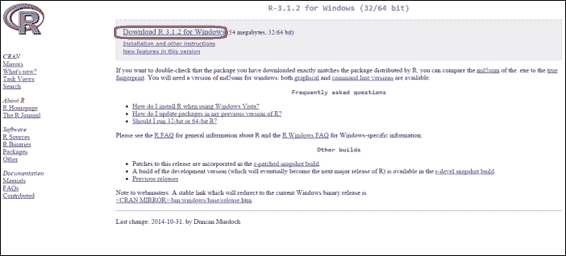 R-3.1.2 for Windows (32/64 bit)
Download R 3.1.2 for Windows (54 megabytes, 32/64 bit)
Installation and other instructions
New features in this version
If you want to double-check that the package you have downloaded exactly matches the package distributed by R, you can compare the md5sum of the .exe to the true
fingerprint. You will need a version of md5sum for windows: both graphical and command line versions are available.
Frequently asked questions
How do I install R when using Windows Vista?
How do I update packages in my previous version of R?
Should I run 32-bit or 64-bit R?
Please see the R FAQ for general information about R and the R Windows FAQ for Windows-specific information.
Other builds
Patches to this release are incorporated in the r-patched snapshot build.
A build of the development version (which will eventually become the next major release of R) is available in the r-devel snapshot build.
Previous releases
Note to webmasters: A stable link which will redirect to the current Windows binary release is
<CRAN MIRROR>/bin/windows/base/release.htm.
Last change: 2014-10-31, by Duncan Murdoch
R
CRAN
Mirrors
What's new?
Task Views
Search
About R
R Homepage
The R Journal
Software
R Sources
R Binaries
Packages
Other
Documentation
Manuals
FAQs
Contributed